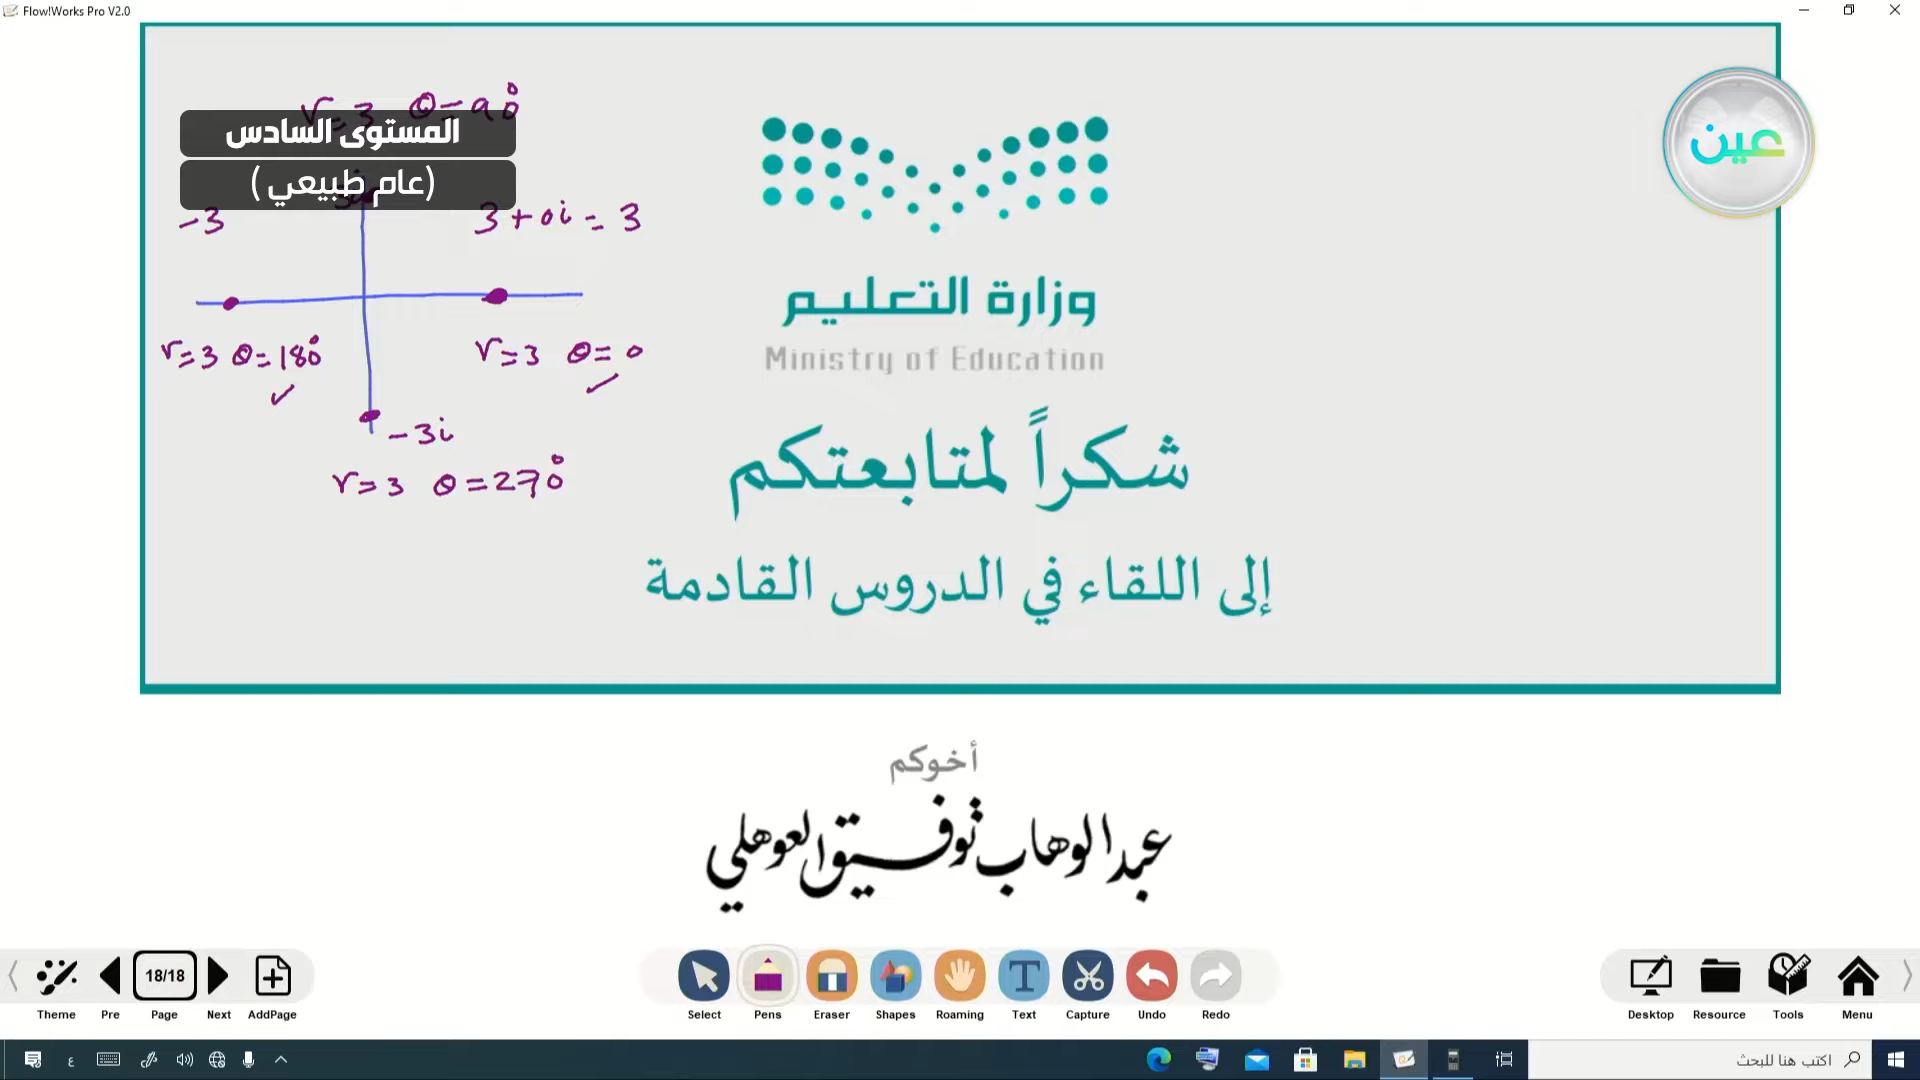 Flow!Works Pro V2.0
r=3 θ=90°
المستوى السادس
(عام طبيعي)
-3
3+0i=3
r=3 θ=180°
r=3 θ=0
-3i
r=3 θ=270°
عين
وزارة التعليم
Ministry of Education
شكراً لمتابعتكم
إلى اللقاء في الدروس القادمة
أخوكم
عبدالوهاب توفيق العوهلي
18/18
Theme
Pre
Page
Next
AddPage
Select
Pens
Eraser
Shapes
Roaming
Text
Capture
Undo
Redo
Desktop
Resource
Tools
Menu
ع
اكتب هنا للبحث